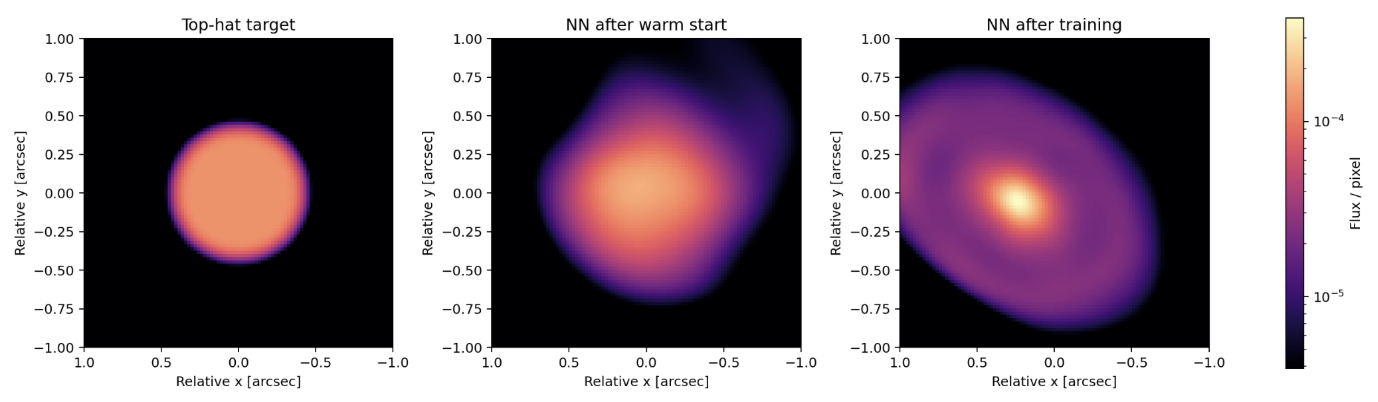 Top-hat target
1.00
0.75
0.50
0.25
0.00
−0.25
−0.50
−0.75
−1.00
1.0 0.5 0.0 −0.5 −1.0
Relative x [arcsec]
Relative y [arcsec]
NN after warm start
1.00
0.75
0.50
0.25
0.00
−0.25
−0.50
−0.75
−1.00
1.0 0.5 0.0 −0.5 −1.0
Relative x [arcsec]
Relative y [arcsec]
NN after training
1.00
0.75
0.50
0.25
0.00
−0.25
−0.50
−0.75
−1.00
1.0 0.5 0.0 −0.5 −1.0
Relative x [arcsec]
Relative y [arcsec]
10⁻⁴
10⁻⁵
Flux / pixel